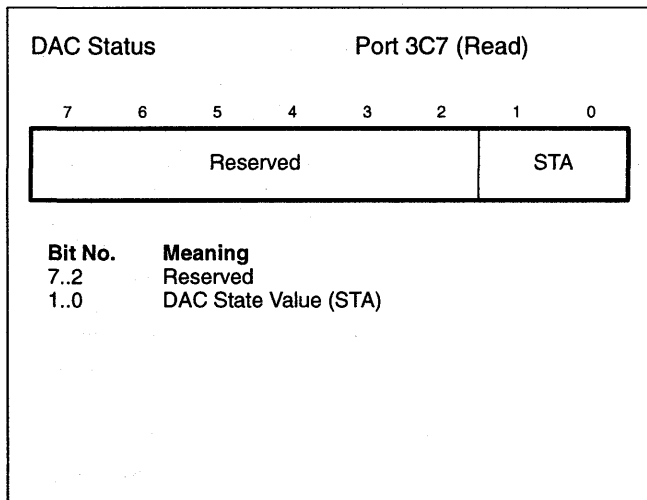 DAC Status Port 3C7 (Read)
7 6 5 4 3 2 1 0
Reserved STA
Bit No. Meaning
7..2 Reserved
1..0 DAC State Value (STA)